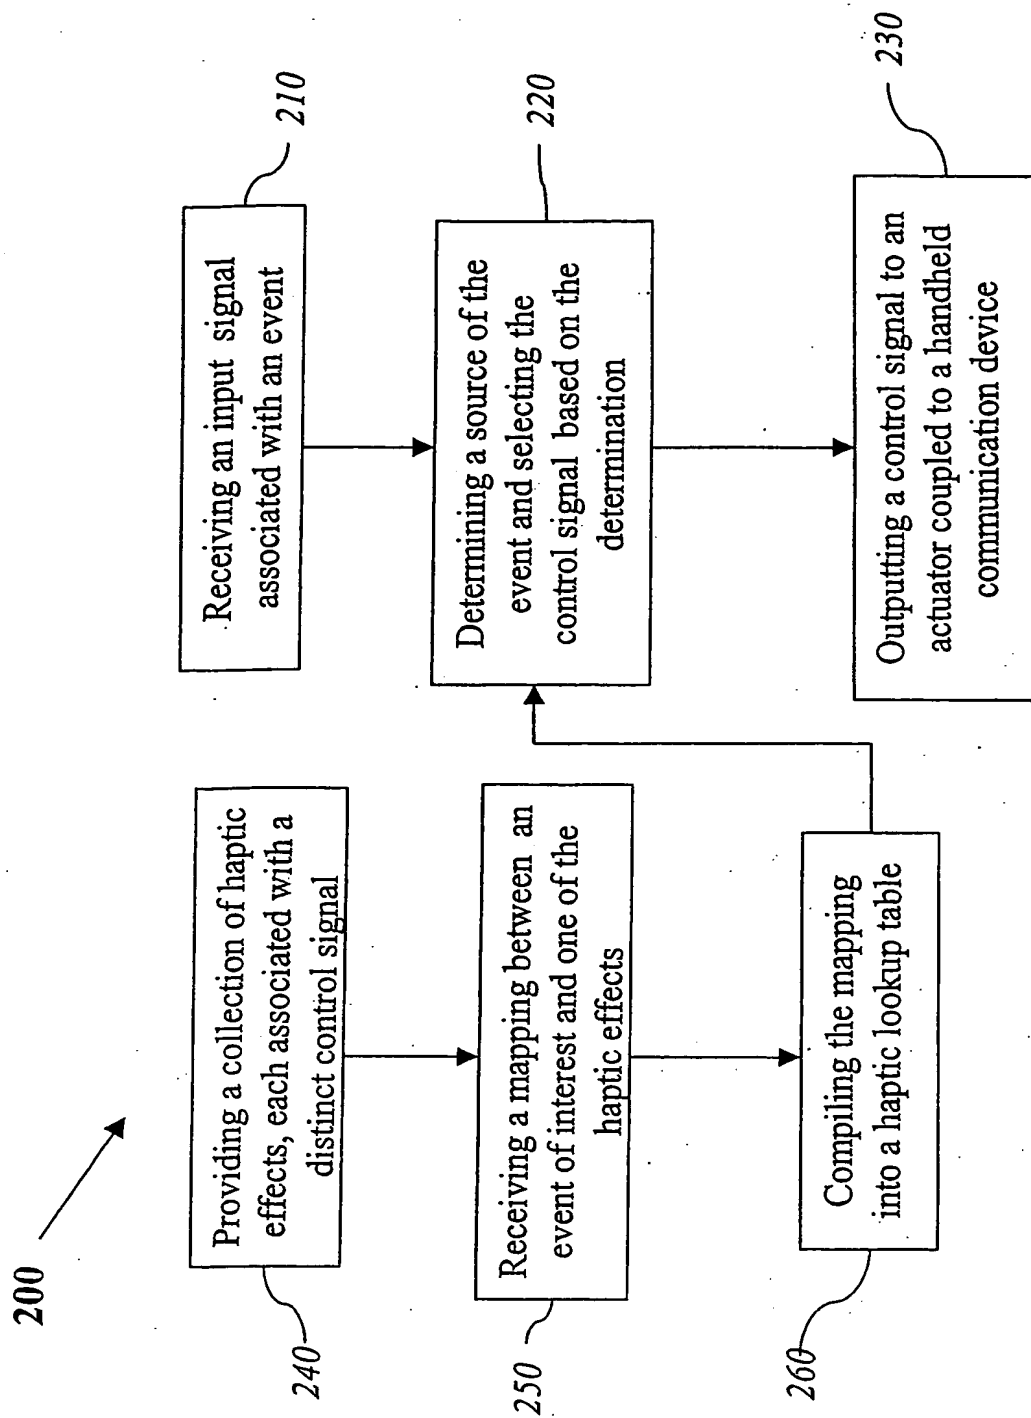 200
240
Providing a collection of haptic
effects, each associated with a
distinct control signal
250
Receiving a mapping between an
event of interest and one of the
haptic effects
260
Compiling the mapping
into a haptic lookup table
210
Receiving an input signal
associated with an event
220
Determining a source of the
event and selecting the
control signal based on the
determination
230
Outputting a control signal to an
actuator coupled to a handheld
communication device